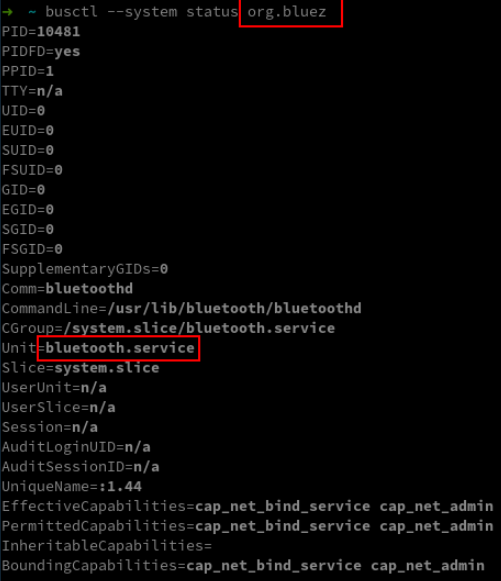 ➜ ~ busctl --system status org.bluez
PID=10481
PIDFD=yes
PPID=1
TTY=n/a
UID=0
EUID=0
SUID=0
FSUID=0
GID=0
EGID=0
SGID=0
FSGID=0
SupplementaryGIDs=0
Comm=bluetoothd
CommandLine=/usr/lib/bluetooth/bluetoothd
CGroup=/system.slice/bluetooth.service
Unit=bluetooth.service
Slice=system.slice
UserUnit=n/a
UserSlice=n/a
Session=n/a
AuditLoginUID=n/a
AuditSessionID=n/a
UniqueName=:1.44
EffectiveCapabilities=cap_net_bind_service cap_net_admin
PermittedCapabilities=cap_net_bind_service cap_net_admin
InheritableCapabilities=
BoundingCapabilities=cap_net_bind_service cap_net_admin